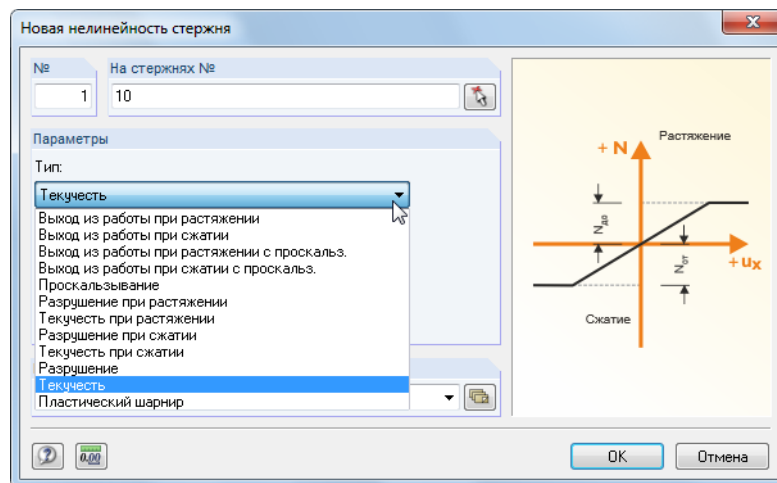 Новая нелинейность стержня
№
На стержнях №
1
10
Параметры
Тип:
Текучесть
Выход из работы при растяжении
Выход из работы при сжатии
Выход из работы при растяжении с проскальз.
Выход из работы при сжатии с проскальз.
Проскальзывание
Разрушение при растяжении
Текучесть при растяжении
Разрушение при сжатии
Текучесть при сжатии
Разрушение
Текучесть
Пластический шарнир
+ N
Растяжение
Nдо
Nот
+ux
Сжатие
0.00
OK
Отмена